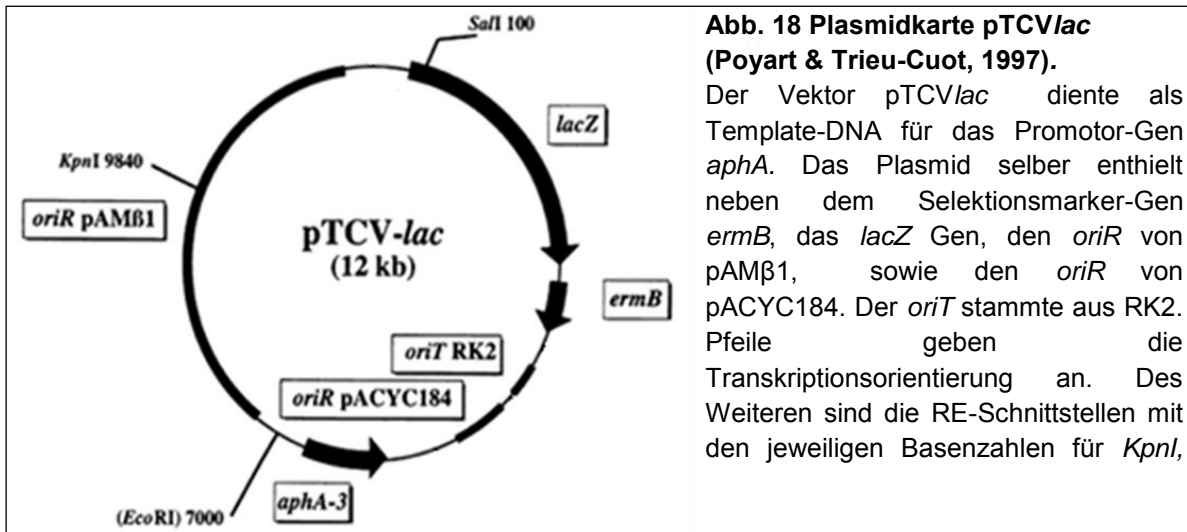 SalI 100
lacZ
KpnI 9840
oriR pAMß1
pTCV-lac
(12 kb)
ermB
oriT RK2
oriR pACYC184
(EcoRI) 7000
aphA-3
Abb. 18 Plasmidkarte pTCVlac
(Poyart & Trieu-Cuot, 1997).
Der Vektor pTCVlac diente als
Template-DNA für das Promotor-Gen
aphA. Das Plasmid selber enthielt
neben dem Selektionsmarker-Gen
ermB, das lacZ Gen, den oriR von
pAMβ1, sowie den oriR von
pACYC184. Der oriT stammte aus RK2.
Pfeile geben die
Transkriptionsorientierung an. Des
Weiteren sind die RE-Schnittstellen mit
den jeweiligen Basenzahlen für KpnI,